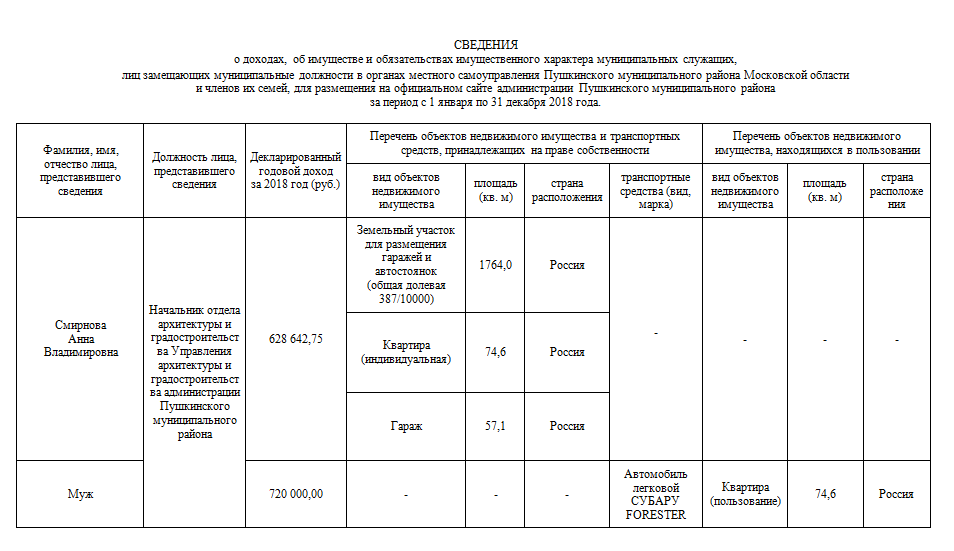 СВЕДЕНИЯ
о доходах, об имуществе и обязательствах имущественного характера муниципальных служащих,
лиц замещающих муниципальные должности в органах местного самоуправления Пушкинского муниципального района Московской области
и членов их семей, для размещения на официальном сайте администрации Пушкинского муниципального района
за период с 1 января по 31 декабря 2018 года.
Фамилия, имя,
отчество лица,
представившего
сведения
Должность лица,
представившего
сведения
Декларированный
годовой доход
за 2018 год (руб.)
Перечень объектов недвижимого имущества и транспортных
средств, принадлежащих на праве собственности
Перечень объектов недвижимого
имущества, находящихся в пользовании
вид объектов
недвижимого
имущества
площадь
(кв. м)
страна
расположения
транспортные
средства (вид,
марка)
вид объектов
недвижимого
имущества
площадь
(кв. м)
страна
расположе
ния
Смирнова
Анна
Владимировна
Начальник отдела
архитектуры и
градостроительст
ва Управления
архитектуры и
градостроительст
ва администрации
Пушкинского
муниципального
района
628 642,75
Земельный участок
для размещения
гаражей и
автостоянок
(общая долевая
387/10000)
1764,0
Россия
Квартира
(индивидуальная)
74,6
Россия
Гараж
57,1
Россия
-
-
-
-
Муж
720 000,00
-
-
-
Автомобиль
легковой
СУБАРУ
FORESTER
Квартира
(пользование)
74,6
Россия